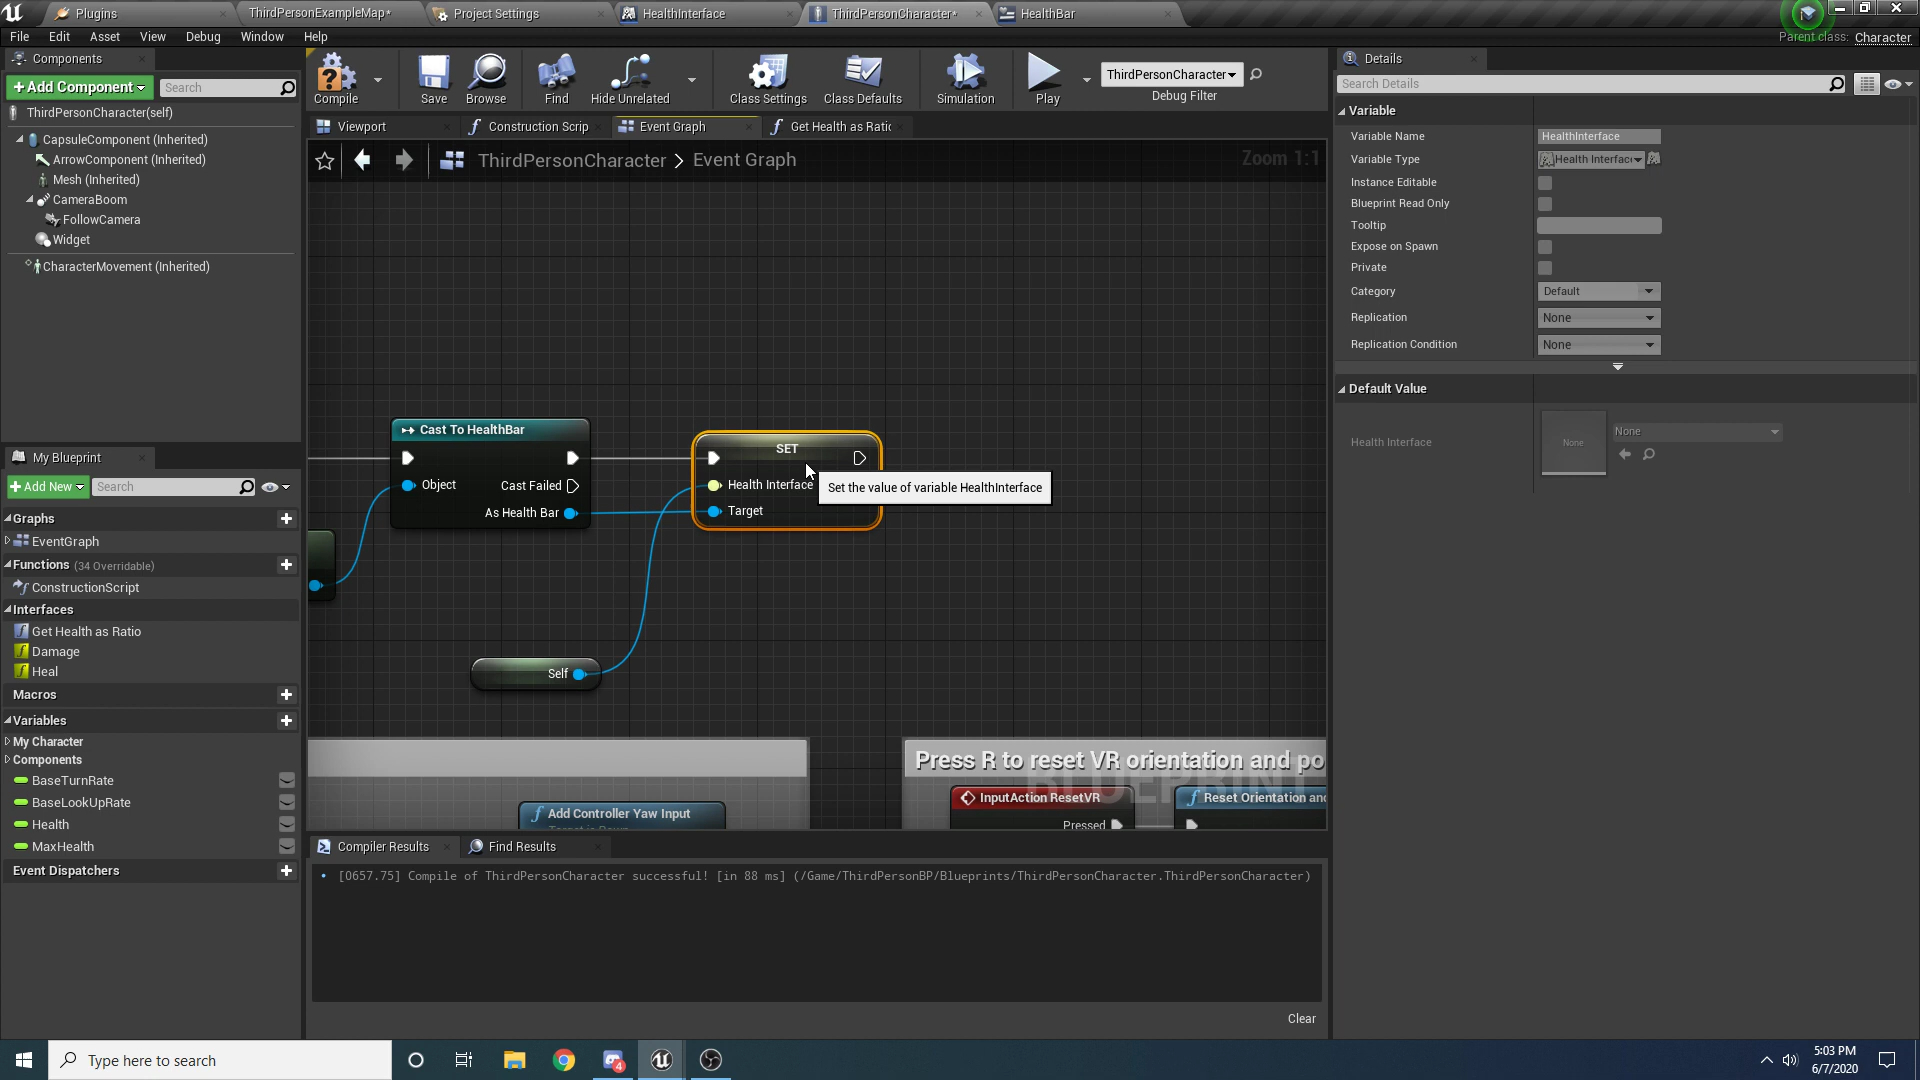 Plugins
ThirdPersonExampleMap*
Project Settings
HealthInterface
ThirdPersonCharacter*
HealthBar
File Edit Asset View Debug Window Help
Parent class: Character
Components
+Add Component
Search
ThirdPersonCharacter(self)
CapsuleComponent (Inherited)
ArrowComponent (Inherited)
Mesh (Inherited)
CameraBoom
FollowCamera
Widget
CharacterMovement (Inherited)
Compile
Save
Browse
Find
Hide Unrelated
Class Settings
Class Defaults
Simulation
Play
ThirdPersonCharacter
Debug Filter
Viewport
Construction Scrip
Event Graph
Get Health as Ratio
ThirdPersonCharacter > Event Graph
Zoom 1:1
Cast To HealthBar
Object
Cast Failed
As Health Bar
SET
Health Interface
Target
Set the value of variable HealthInterface
Self
Add Controller Yaw Input
Press R to reset VR orientation and po
BLUEPRINT
InputAction ResetVR
Pressed
Reset Orientation and
My Blueprint
+Add New
Search
Graphs
EventGraph
Functions (34 Overridable)
ConstructionScript
Interfaces
Get Health as Ratio
Damage
Heal
Macros
Variables
My Character
Components
BaseTurnRate
BaseLookUpRate
Health
MaxHealth
Event Dispatchers
Compiler Results
Find Results
[0657.75] Compile of ThirdPersonCharacter successful! [in 88 ms] (/Game/ThirdPersonBP/Blueprints/ThirdPersonCharacter.ThirdPersonCharacter)
Clear
Details
Search Details
Variable
Variable Name HealthInterface
Variable Type Health Interface
Instance Editable
Blueprint Read Only
Tooltip
Expose on Spawn
Private
Category Default
Replication None
Replication Condition None
Default Value
Health Interface None None
Type here to search
4
5:03 PM
6/7/2020